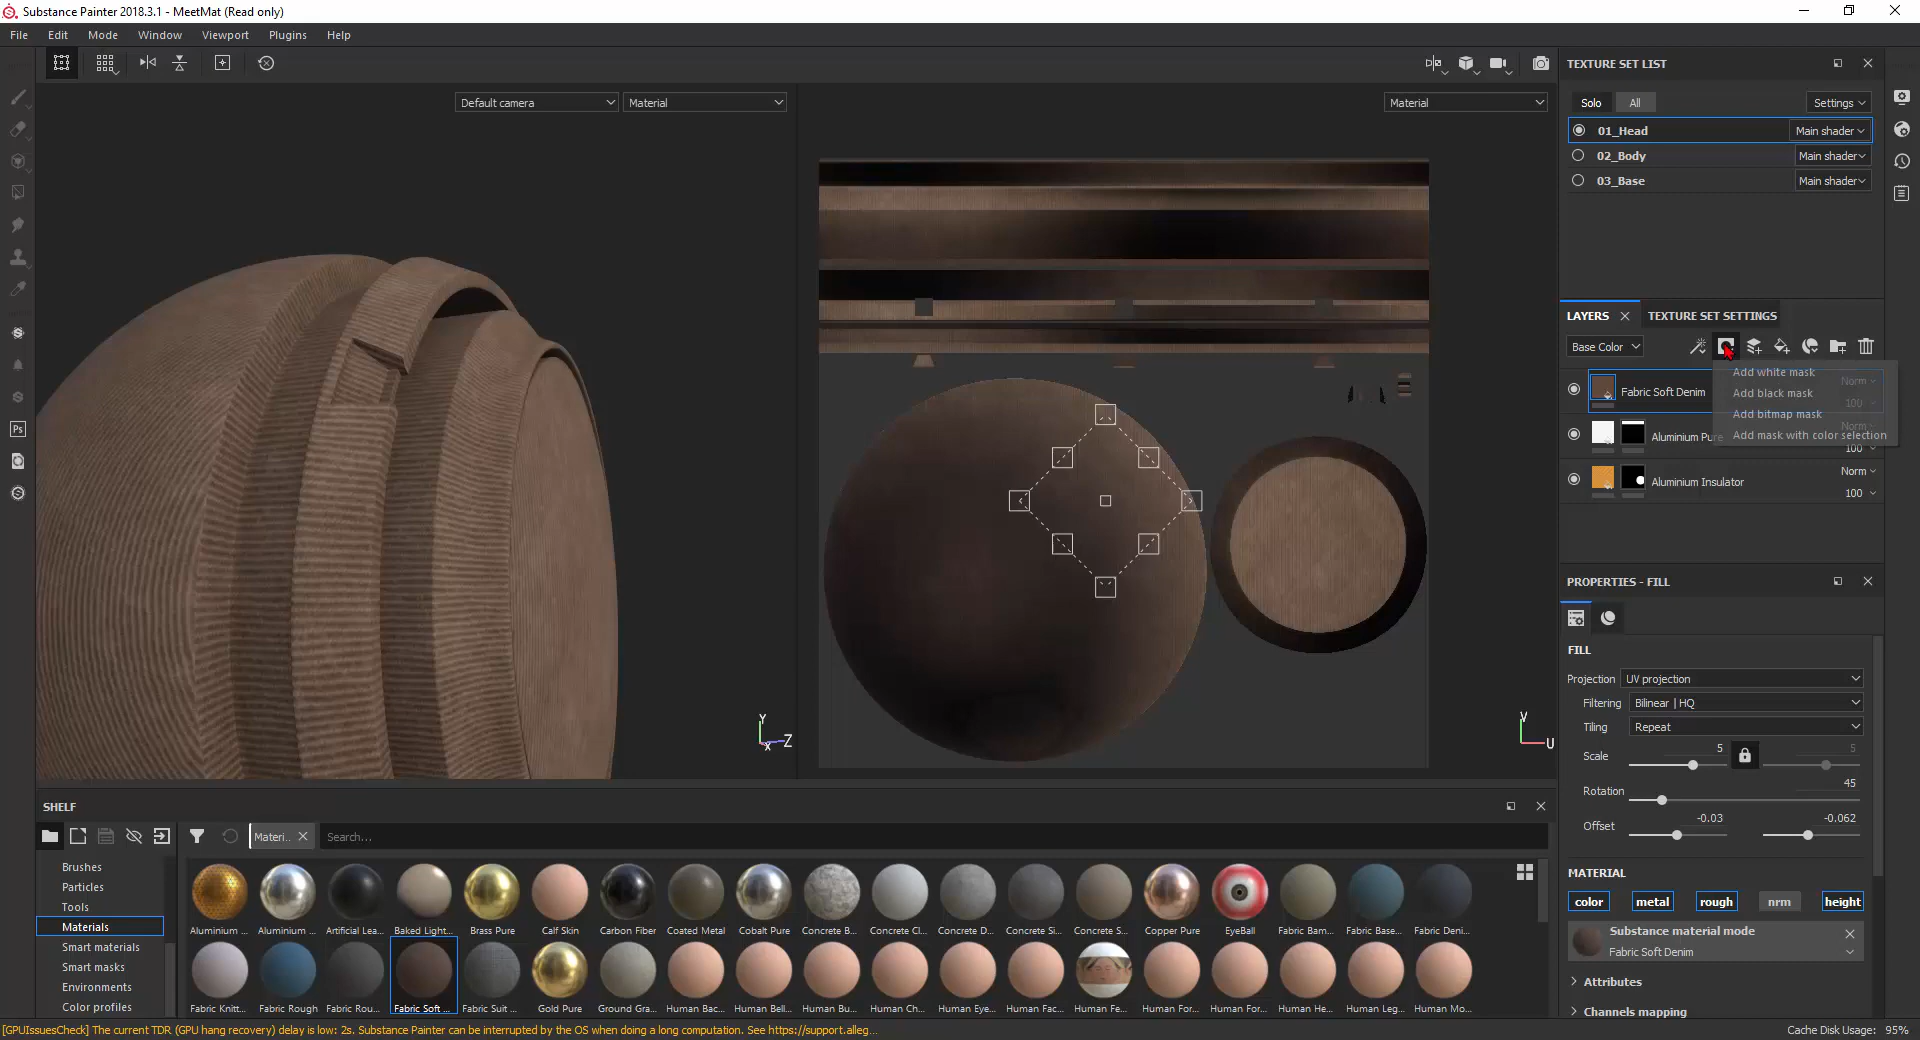 Substance Painter 2018.3.1 - MeetMat (Read only)
File Edit Mode Window Viewport Plugins Help
Default camera Material Material
TEXTURE SET LIST
Solo All Settings
01_Head Main shader
02_Body Main shader
03_Base Main shader
LAYERS TEXTURE SET SETTINGS
Base Color
Add white mask
Add black mask
Add bitmap mask
Add mask with color selection
Fabric Soft Denim Norm
100
Aluminium Pure Norm
100
Aluminium Insulator Norm
100
PROPERTIES - FILL
FILL
Projection UV projection
Filtering Bilinear | HQ
Tiling Repeat
Scale 5 5
Rotation 45
Offset -0.03 -0.062
MATERIAL
color metal rough nrm height
Substance material mode
Fabric Soft Denim
Attributes
Channels mapping
Y
Z
X
V
U
Ps
SHELF
Materi.. Search...
Brushes
Particles
Tools
Materials
Smart materials
Smart masks
Environments
Color profiles
Aluminium ... Aluminium ... Artificial Lea... Baked Light... Brass Pure Calf Skin Carbon Fiber Coated Metal Cobalt Pure Concrete B... Concrete Cl... Concrete D... Concrete Si... Concrete S... Copper Pure EyeBall Fabric Bam... Fabric Base... Fabric Deni...
Fabric Knitt... Fabric Rough Fabric Rou... Fabric Soft ... Fabric Suit ... Gold Pure Ground Gra... Human Bac... Human Bell... Human Bu... Human Ch... Human Eye... Human Fac... Human Fe... Human For... Human For... Human He... Human Leg... Human Mo...
[GPUIssuesCheck] The current TDR (GPU hang recovery) delay is low: 2s. Substance Painter can be interrupted by the OS when doing a long computation. See https://support.alleg...
Cache Disk Usage: 95%